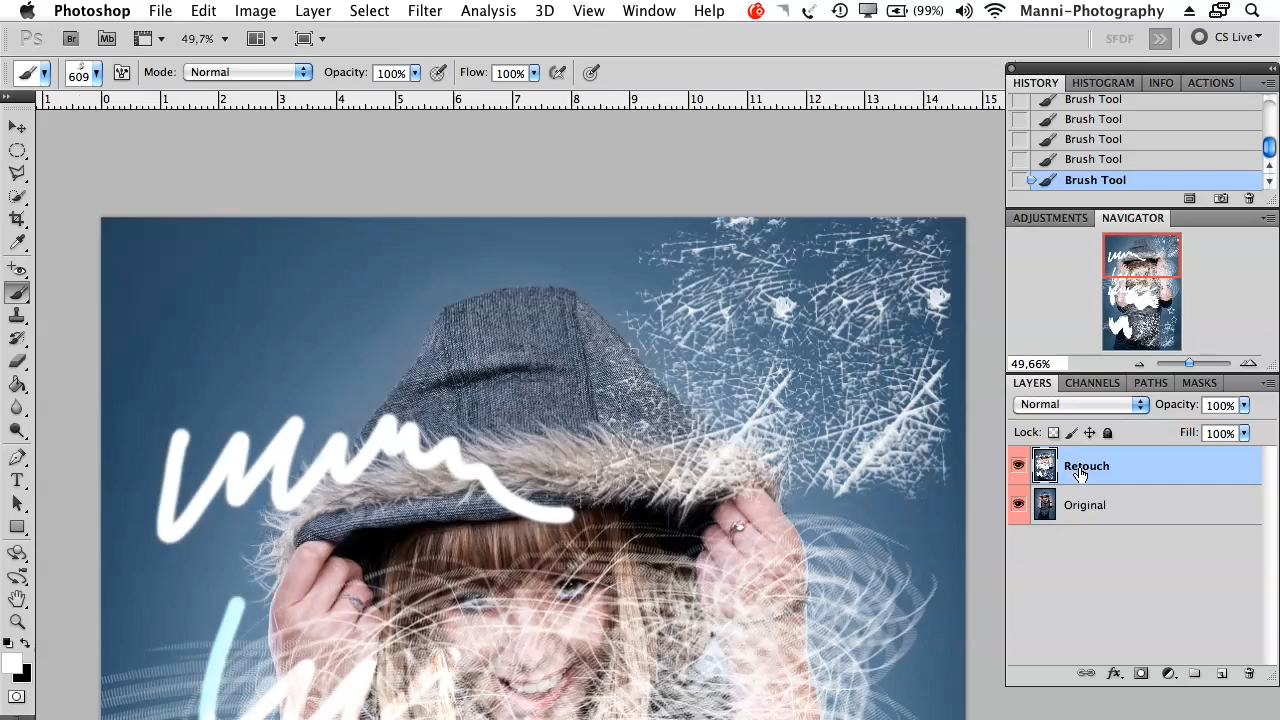 Photoshop File Edit Image Layer Select Filter Analysis 3D View Window Help (99%) Manni-Photography
Ps Br Mb 49,7% SFDF CS Live
609 Mode: Normal Opacity: 100% Flow: 100%
1 0 1 2 3 4 5 6 7 8 9 10 11 12 13 14 15
HISTORY HISTOGRAM INFO ACTIONS
Brush Tool
Brush Tool
Brush Tool
Brush Tool
Brush Tool
ADJUSTMENTS NAVIGATOR
49,66%
LAYERS CHANNELS PATHS MASKS
Normal Opacity: 100%
Lock: Fill: 100%
Retouch
Original